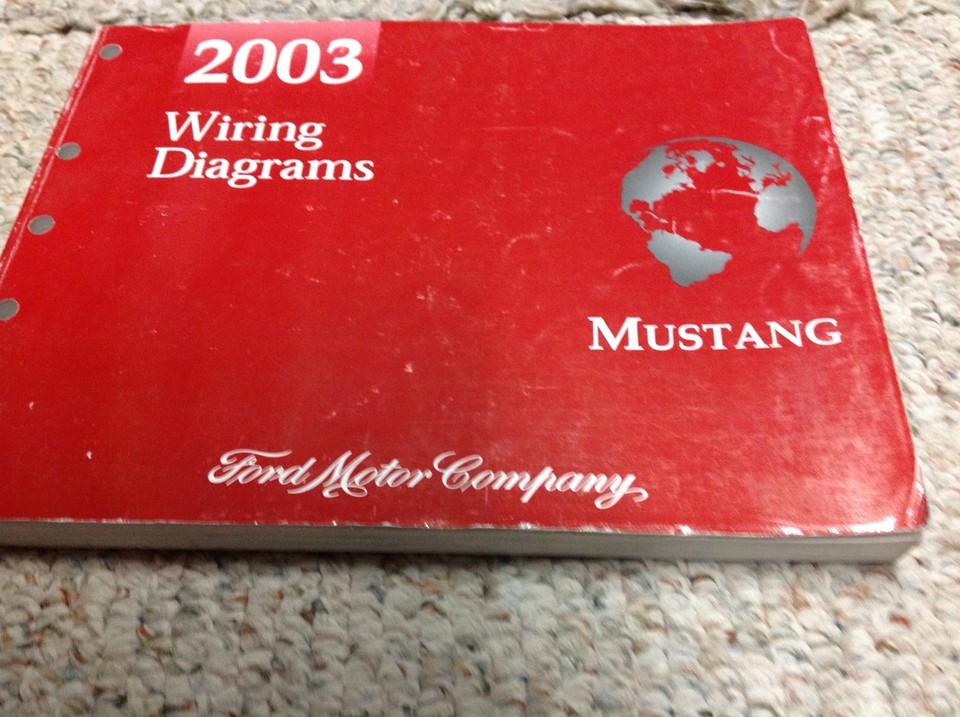 2003
Wiring
Diagrams
MUSTANG
Ford Motor Company